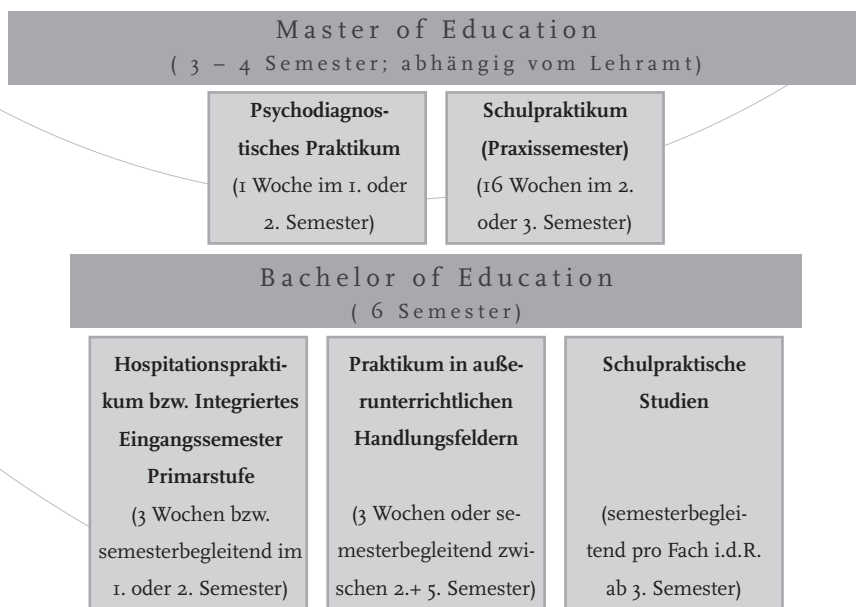 Master of Education
( 3 – 4 Semester; abhängig vom Lehramt)
Psychodiagnos-
tisches Praktikum
(1 Woche im 1. oder
2. Semester)
Schulpraktikum
(Praxissemester)
(16 Wochen im 2.
oder 3. Semester)
Bachelor of Education
( 6 Semester)
Hospitationsprakti-
kum bzw. Integriertes
Eingangssemester
Primarstufe
(3 Wochen bzw.
semesterbegleitend im
1. oder 2. Semester)
Praktikum in auße-
runterrichtlichen
Handlungsfeldern
(3 Wochen oder se-
mesterbegleitend zwi-
schen 2.+ 5. Semester)
Schulpraktische
Studien
(semesterbeglei-
tend pro Fach i.d.R.
ab 3. Semester)